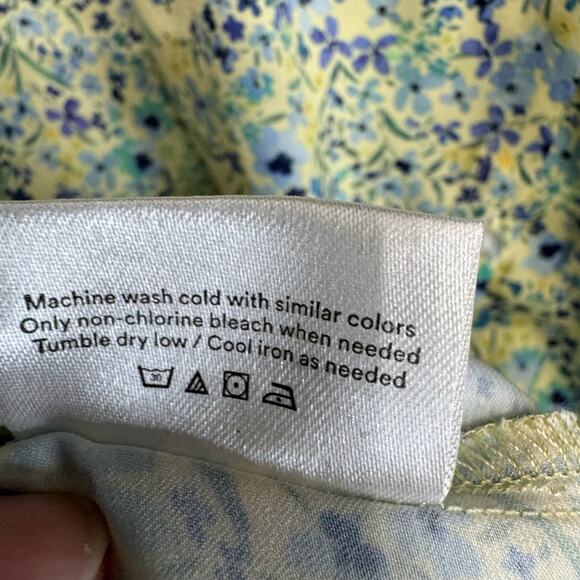 Machine wash cold with similar colors
Only non-chlorine bleach when needed
Tumble dry low / Cool iron as needed
30